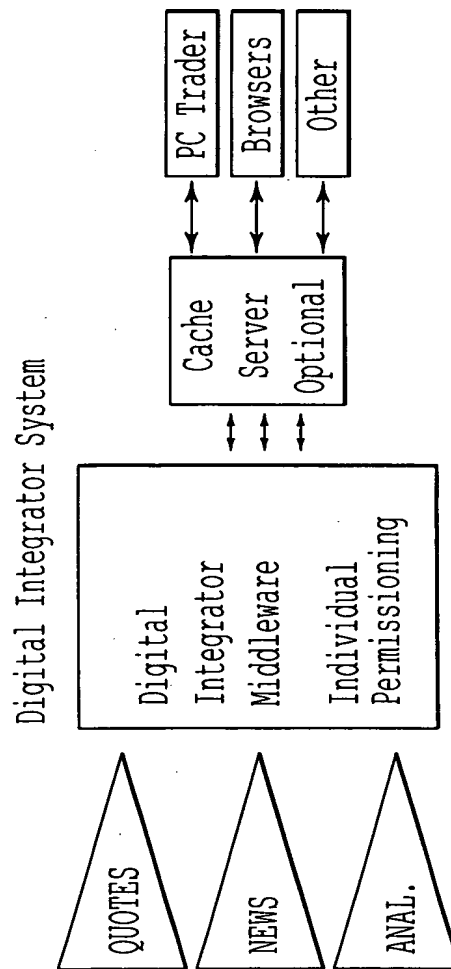 Digital Integrator System
QUOTES
NEWS
ANAL.
Digital
Integrator
Middleware
Individual
Permissioning
Cache
Server
Optional
PC Trader
Browsers
Other